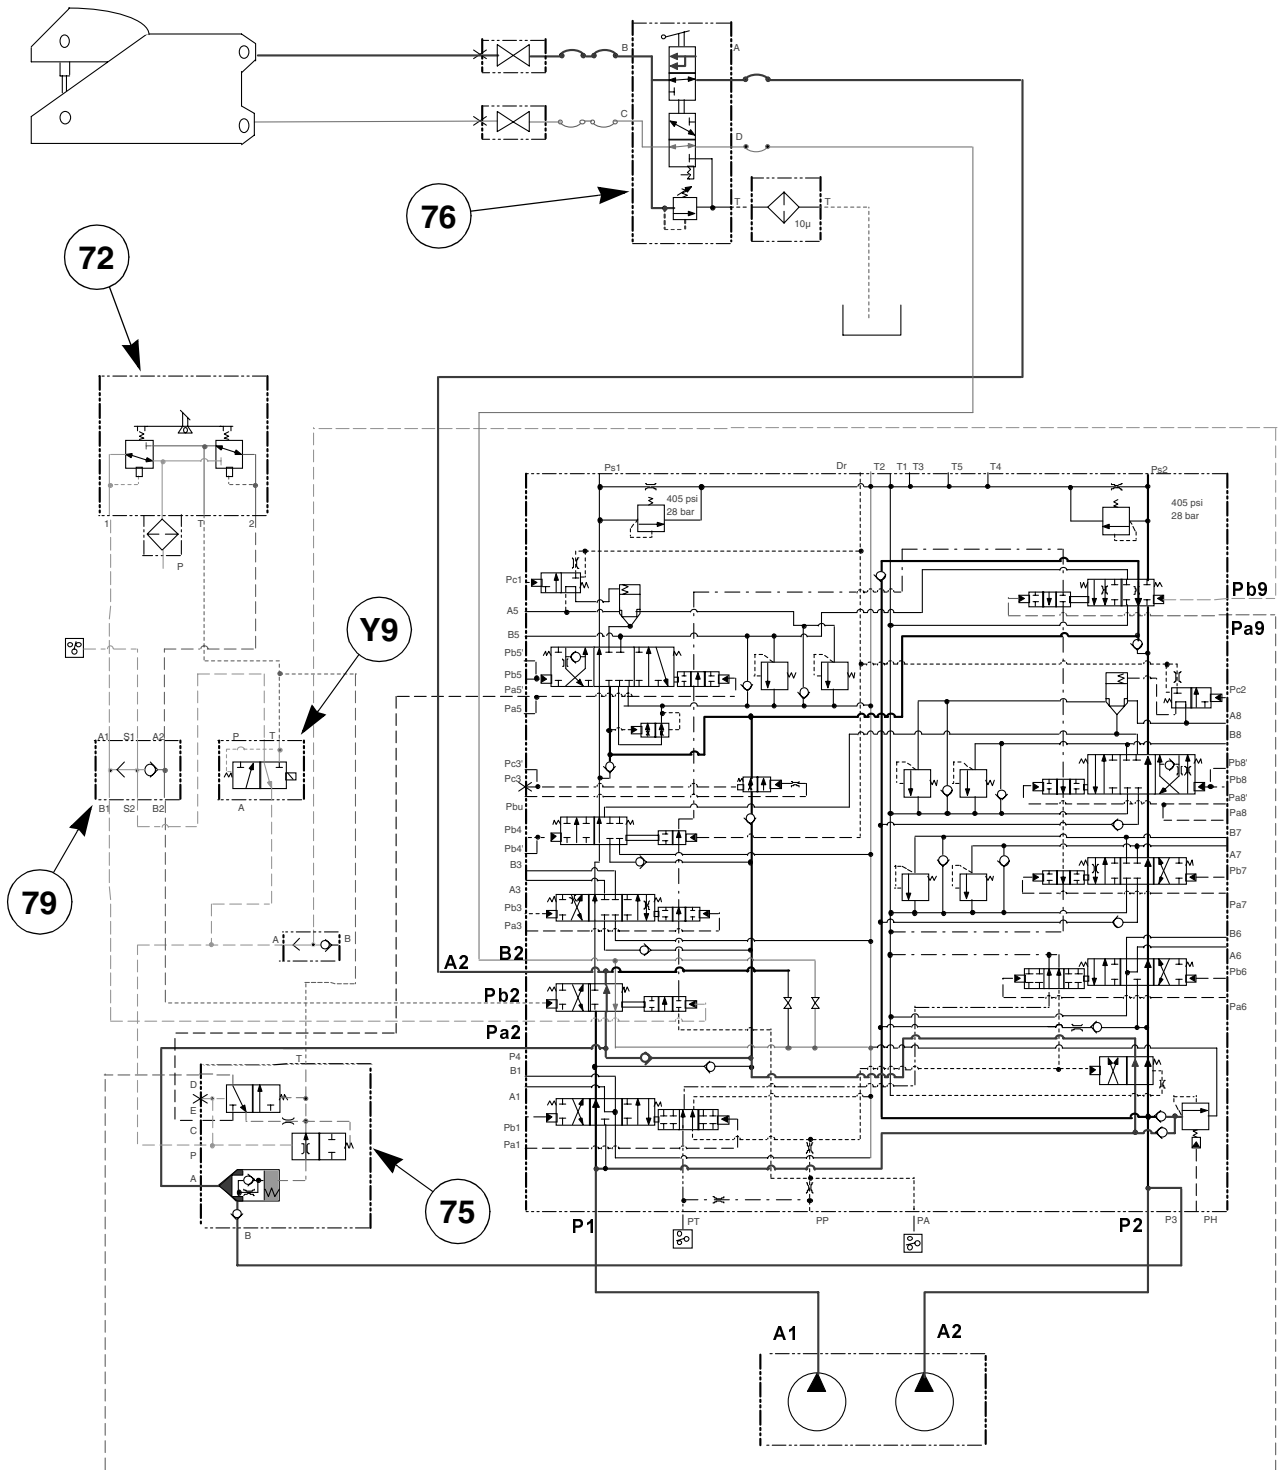 B
A
C
D
76
T
T
10µ
72
1
T
2
P
Ps1
Dr
T2
T1
T3
T5
T4
Ps2
405 psi
28 bar
405 psi
28 bar
Pc1
A5
B5
Pb5'
Pb5
Pa5'
Pa5
Pc3'
Pc3
Pbu
Pb4
Pb4'
B3
A3
Pb3
Pa3
B2
A2
Pb2
Pa2
P4
B1
A1
Pb1
Pa1
Pb9
Pa9
Pc2
A8
B8
Pb8'
Pb8
Pa8'
Pa8
B7
A7
Pb7
Pa7
B6
A6
Pb6
Pa6
Y9
A1
S1
A2
P
T
B1
S2
B2
A
79
A
B
T
D
E
C
P
A
B
75
P1
PT
PP
PA
P2
P3
PH
A1
A2